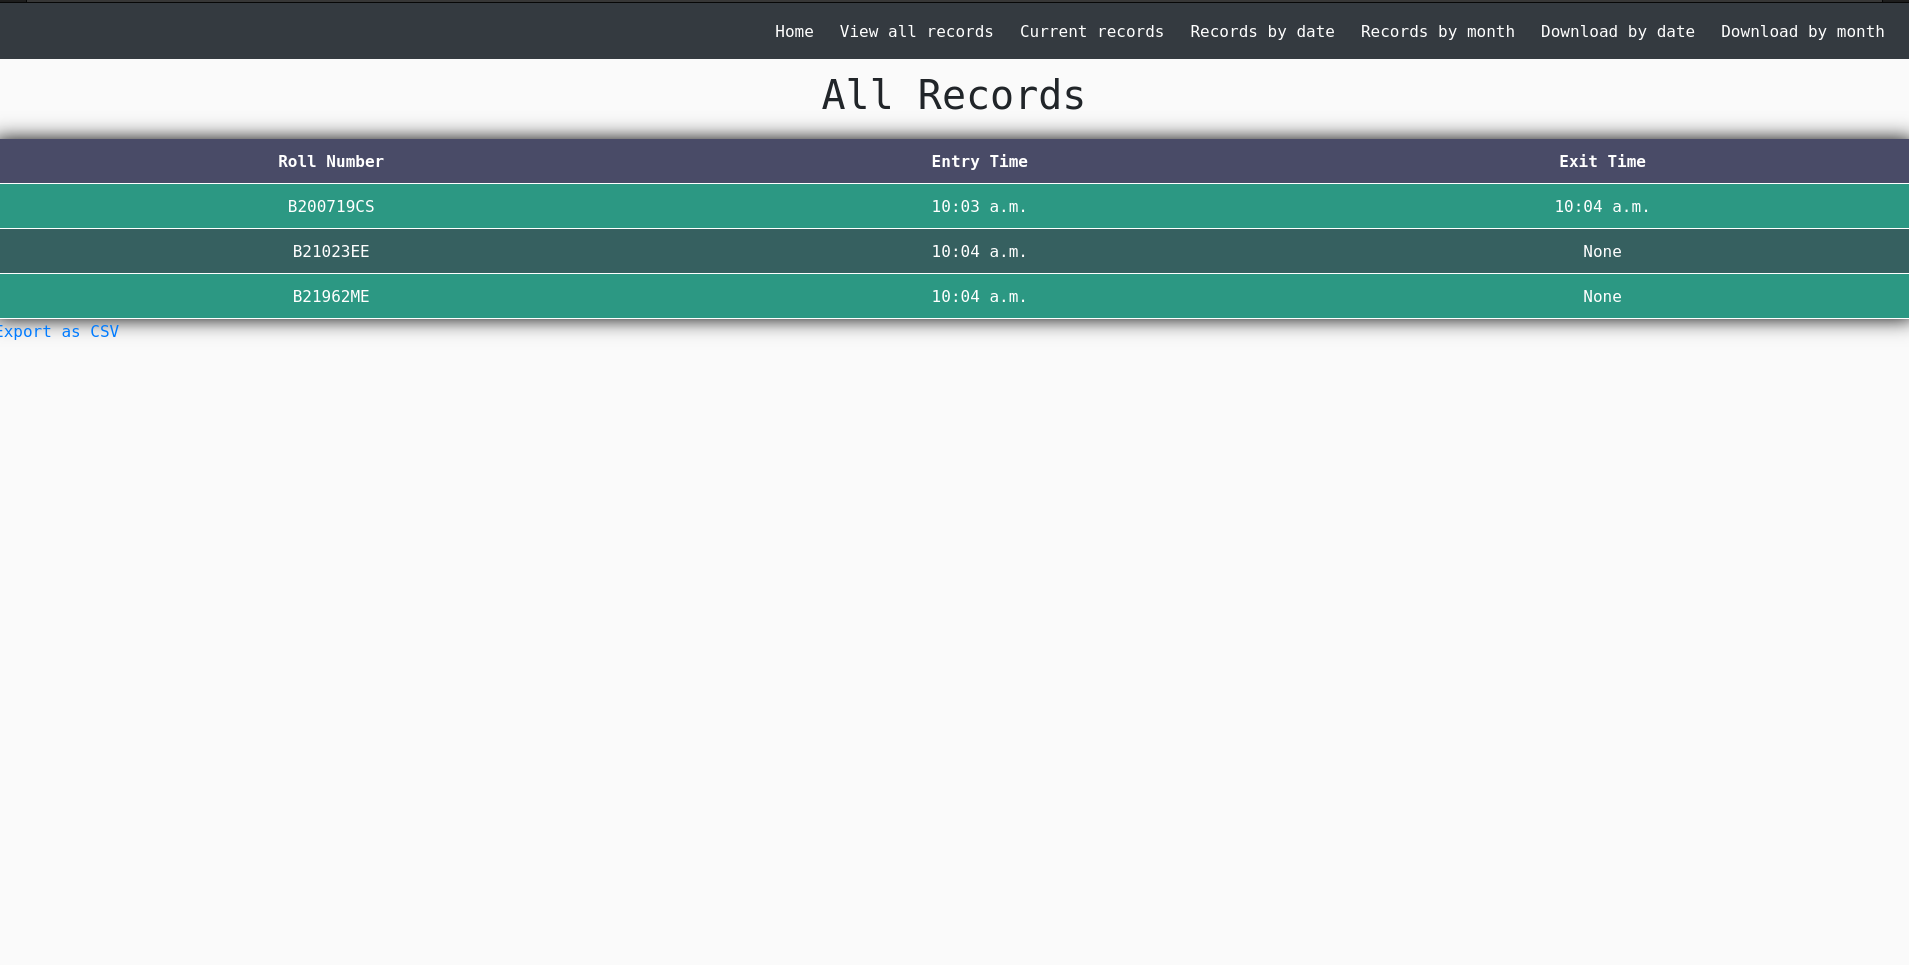 Home View all records Current records Records by date Records by month Download by date Download by month
All Records
Roll Number Entry Time Exit Time
B200719CS 10:03 a.m. 10:04 a.m.
B21023EE 10:04 a.m. None
B21962ME 10:04 a.m. None
Export as CSV